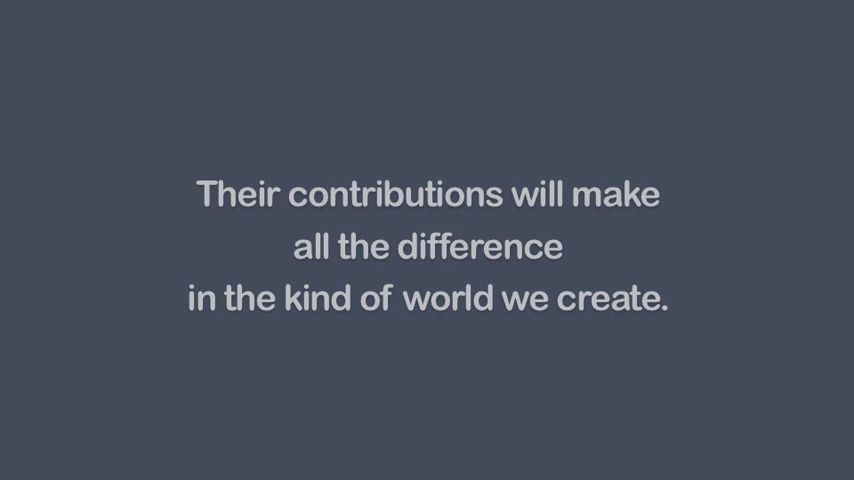 Their contributions will make
all the difference
in the kind of world we create.